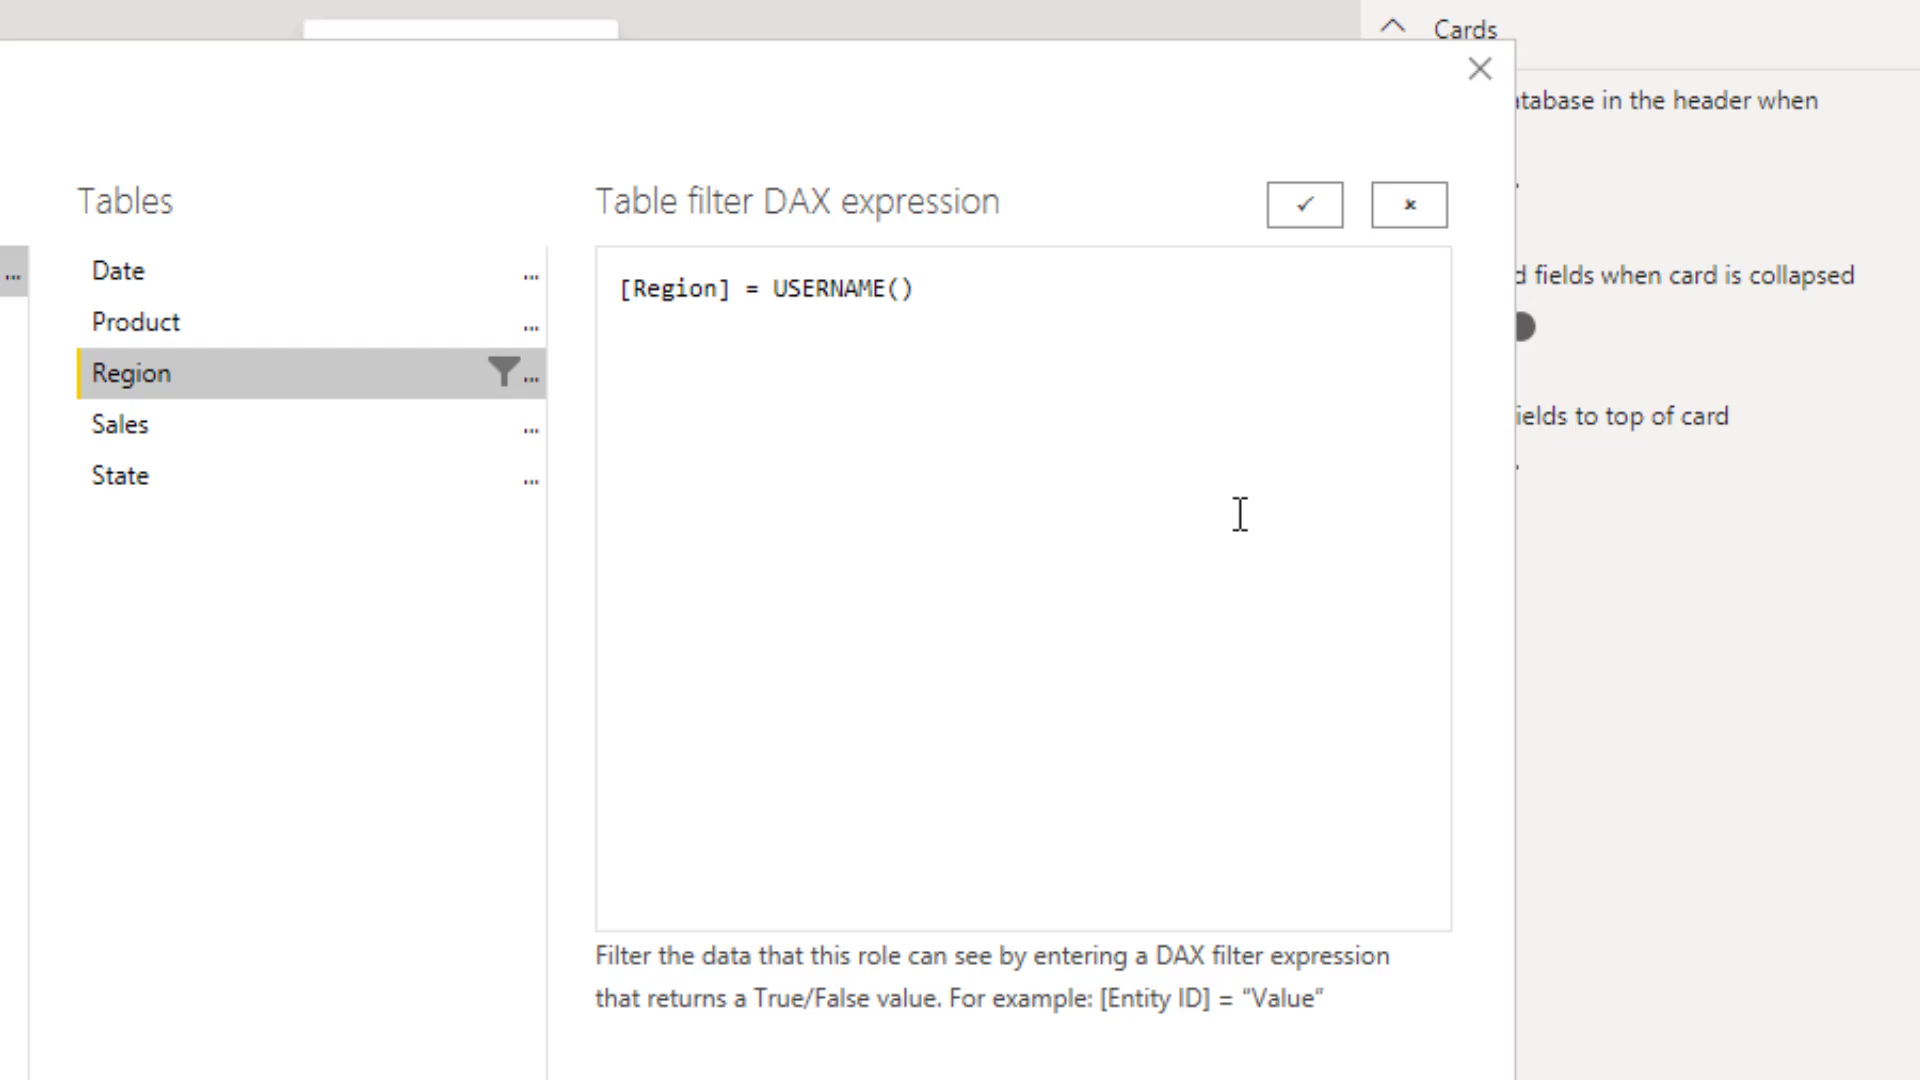 Cards
tabase in the header when
Tables
Table filter DAX expression
...
Date ...
[Region] = USERNAME()
d fields when card is collapsed
Product ...
Region ...
Sales ...
ields to top of card
State ...
Filter the data that this role can see by entering a DAX filter expression
that returns a True/False value. For example: [Entity ID] = “Value”